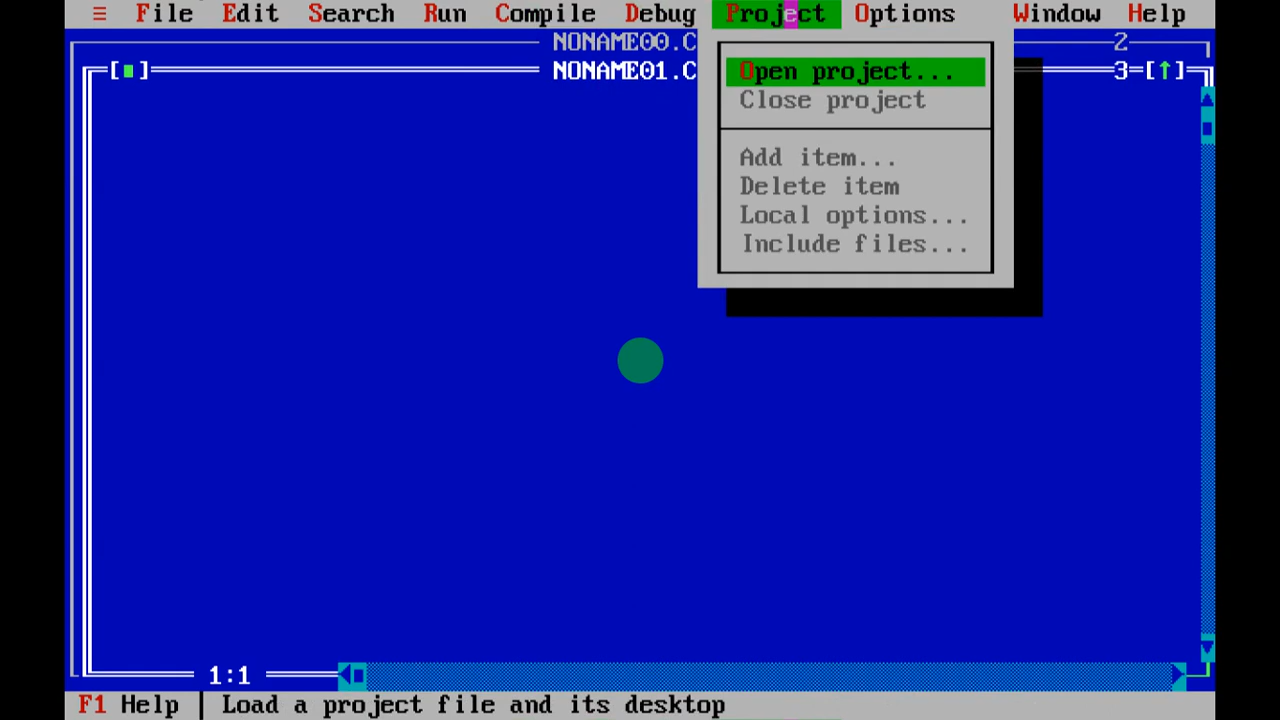 ≡ File Edit Search Run Compile Debug Project Options Window Help
NONAME00.C 2
[■] NONAME01.C 3=[↑]
Open project...
Close project
Add item...
Delete item
Local options...
Include files...
1:1
F1 Help | Load a project file and its desktop